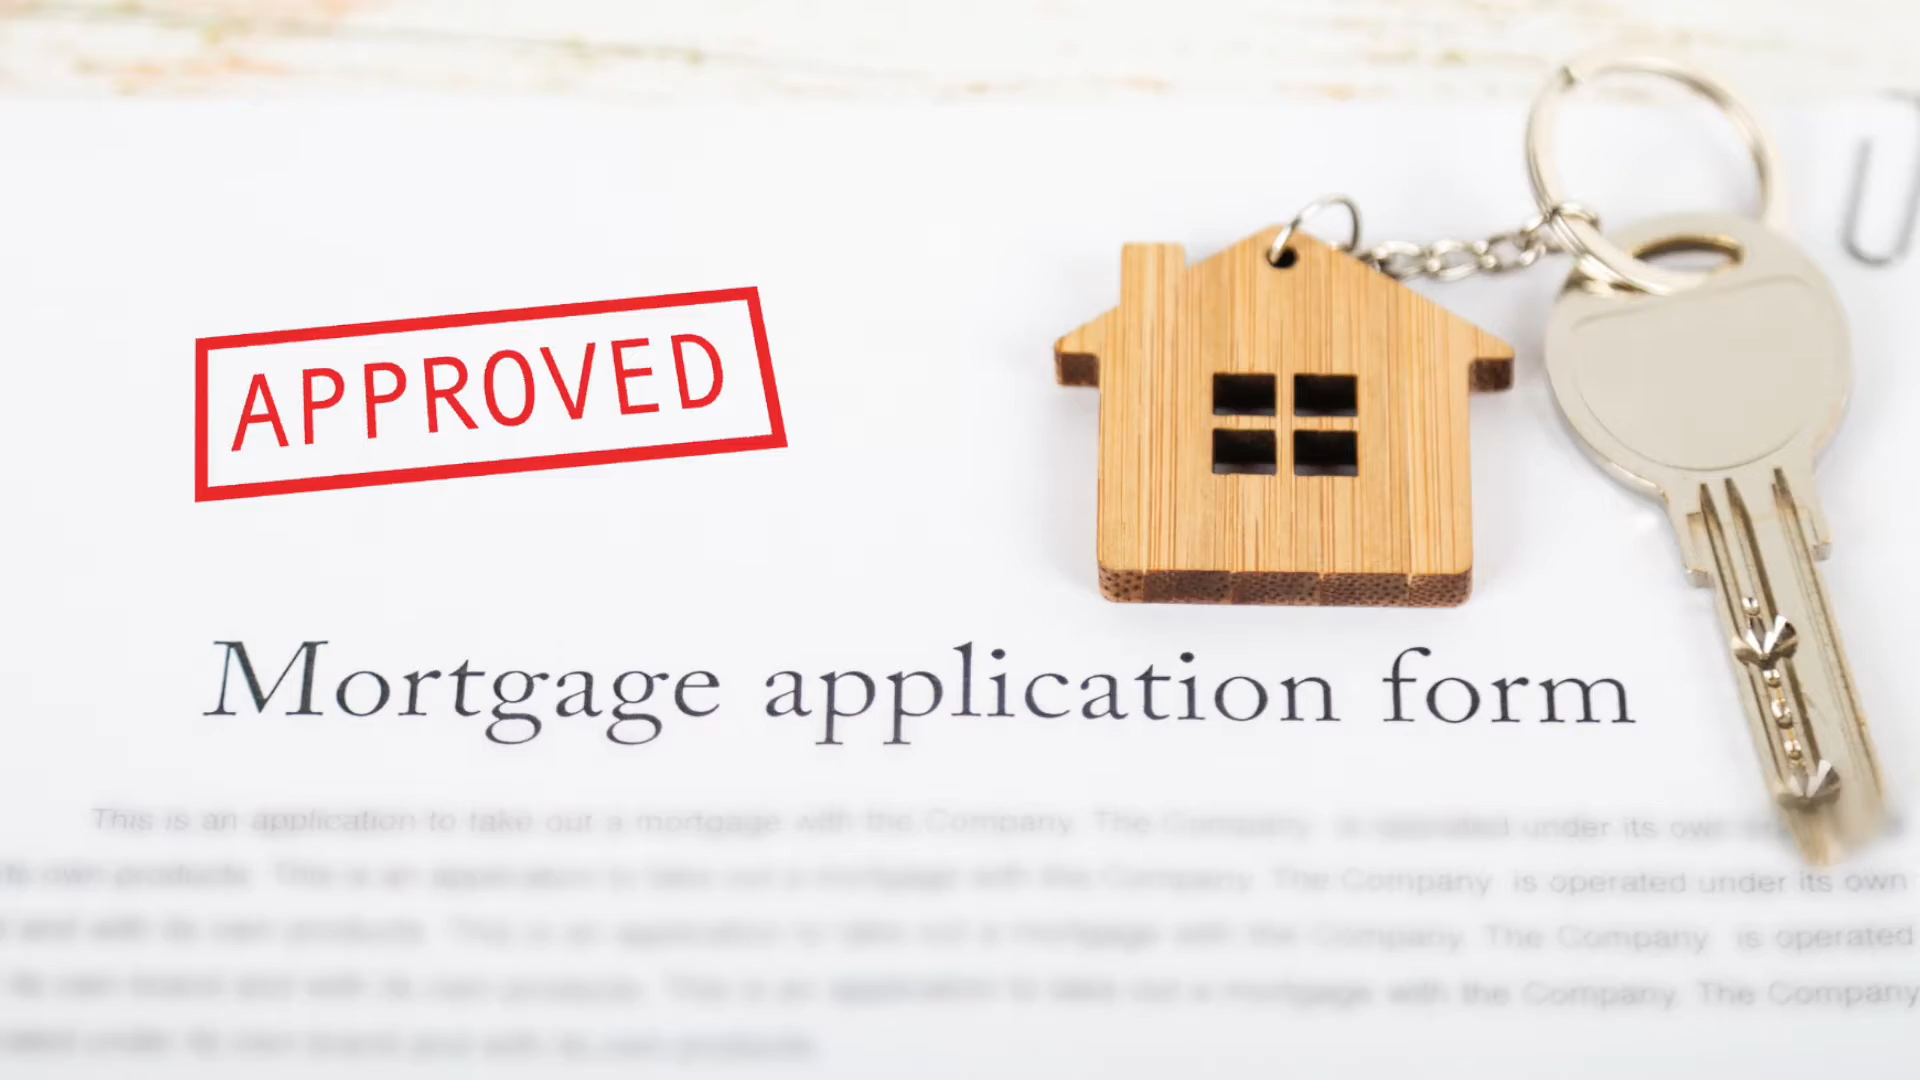 APPROVED
Mortgage application form
This is an application to take out a mortgage with the Company. The Company is operated under its own
its own products. This is an application to take out a mortgage with the Company. The Company is operated under its own
and with its own products. This is an application to take out a mortgage with the Company. The Company is operated
its own brand and with its own products. This is an application to take out a mortgage with the Company. The Company
under its own brand and with its own products.